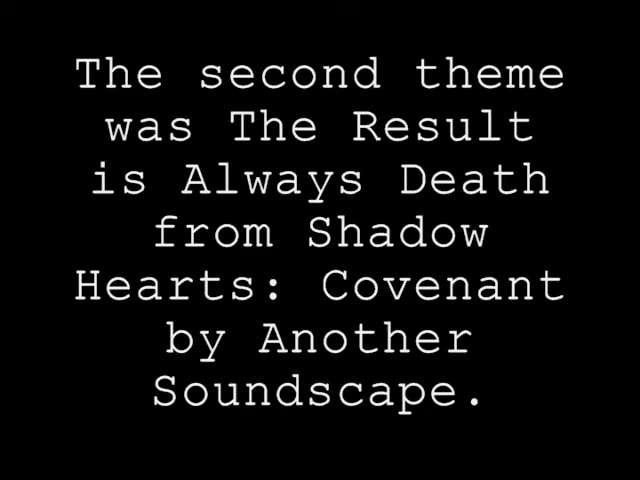 The second theme
was The Result
is Always Death
from Shadow
Hearts: Covenant
by Another
Soundscape.